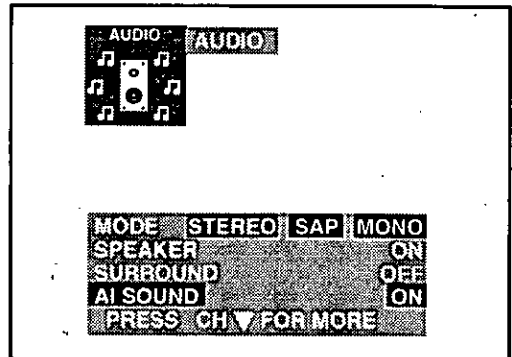 AUDIO AUDIO
MODE STEREO SAP MONO
SPEAKER ON
SURROUND OFF
AI SOUND ON
PRESS CH ▼ FOR MORE